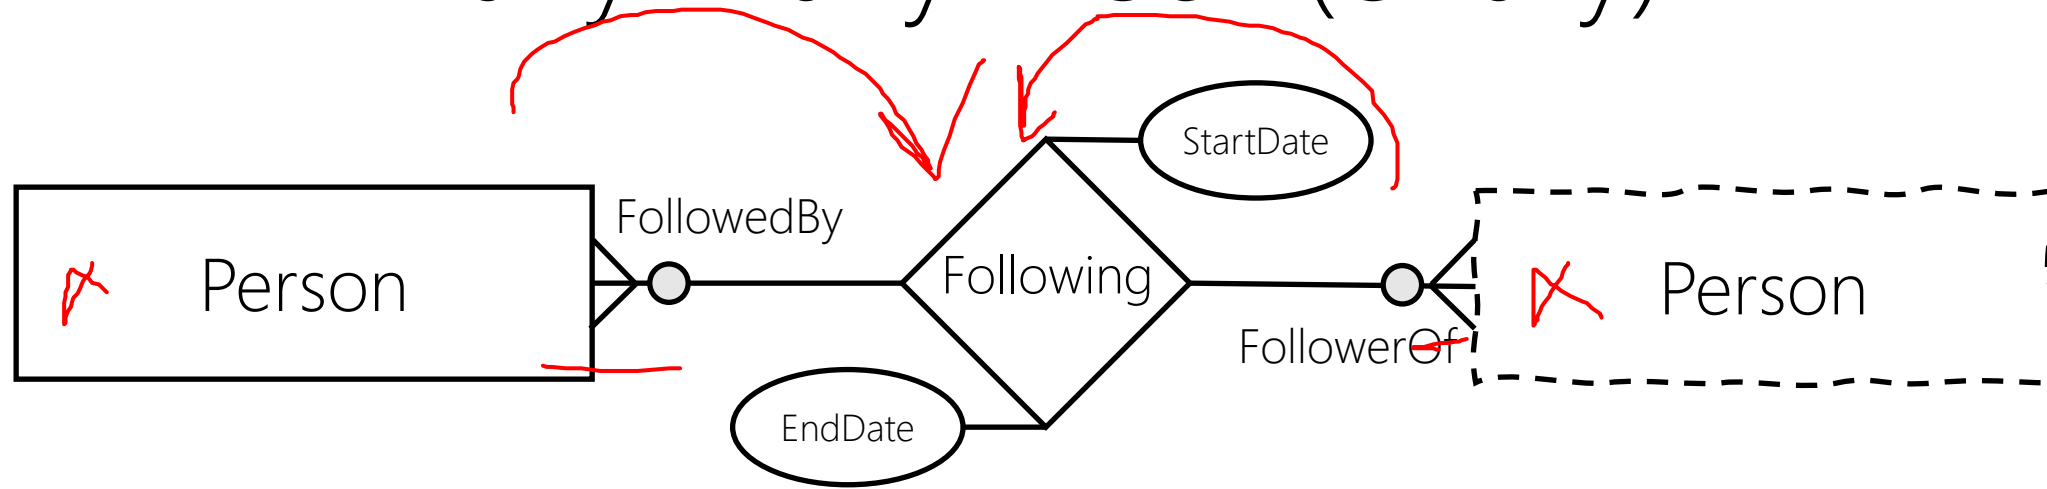 StartDate
FollowedBy
Person
Following
Person
FollowerOf
EndDate